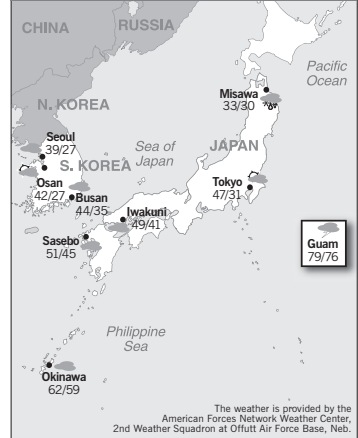 RUSSIA
CHINA
Pacific
Ocean
Misawa
33/30
N. KOREA
Seoul
39/27
Sea of
Japan
JAPAN
S. KOREA
Osan
42/27
Busan
44/35
Tokyo
47/31
Iwakuni
49/41
Sasebo
51/45
Guam
79/76
Philippine
Sea
Okinawa
62/59
The weather is provided by the
American Forces Network Weather Center,
2nd Weather Squadron at Offutt Air Force Base, Neb.